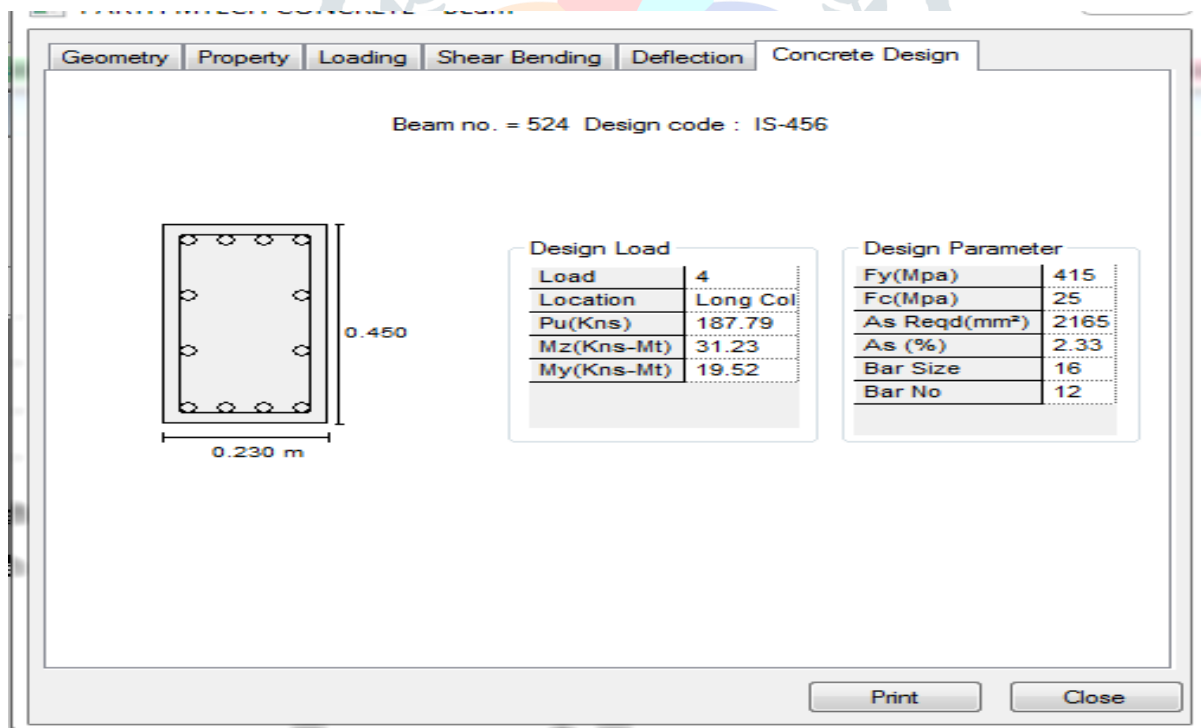 Geometry Property Loading Shear Bending Deflection Concrete Design
Beam no. = 524 Design code : IS-456
0.450
0.230 m
Design Load
Load 4
Location Long Col
Pu(Kns) 187.79
Mz(Kns-Mt) 31.23
My(Kns-Mt) 19.52
Design Parameter
Fy(Mpa) 415
Fc(Mpa) 25
As Reqd(mm²) 2165
As (%) 2.33
Bar Size 16
Bar No 12
Print Close